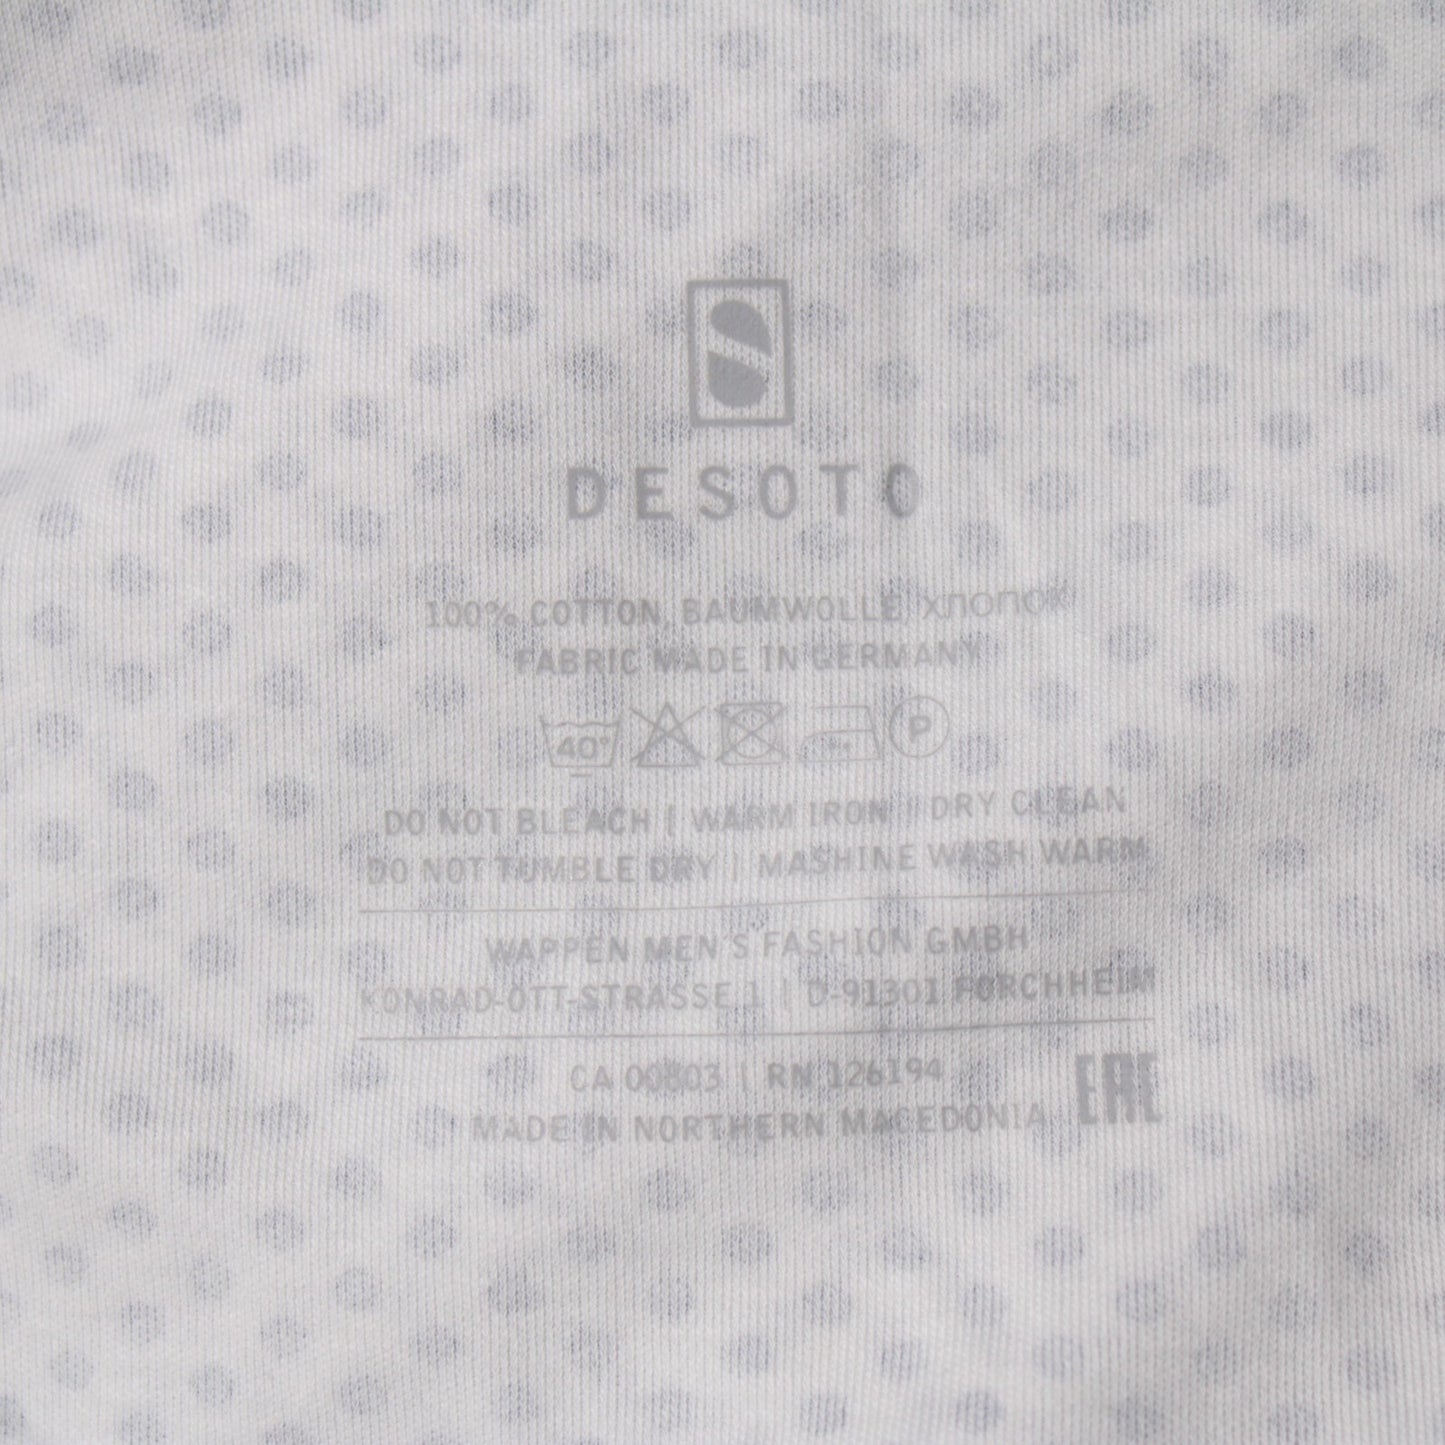 DESOTO
100% COTTON, BAUMWOLLE, хлопок
FABRIC MADE IN GERMANY
40° P
DO NOT BLEACH | WARM IRON | DRY CLEAN
DO NOT TUMBLE DRY | MASHINE WASH WARM
WAPPEN MEN'S FASHION GMBH
KONRAD-OTT-STRASSE 1 | D-91301 FORCHHEIM
CA 00803 | RN 126194
MADE IN NORTHERN MACEDONIA EAC